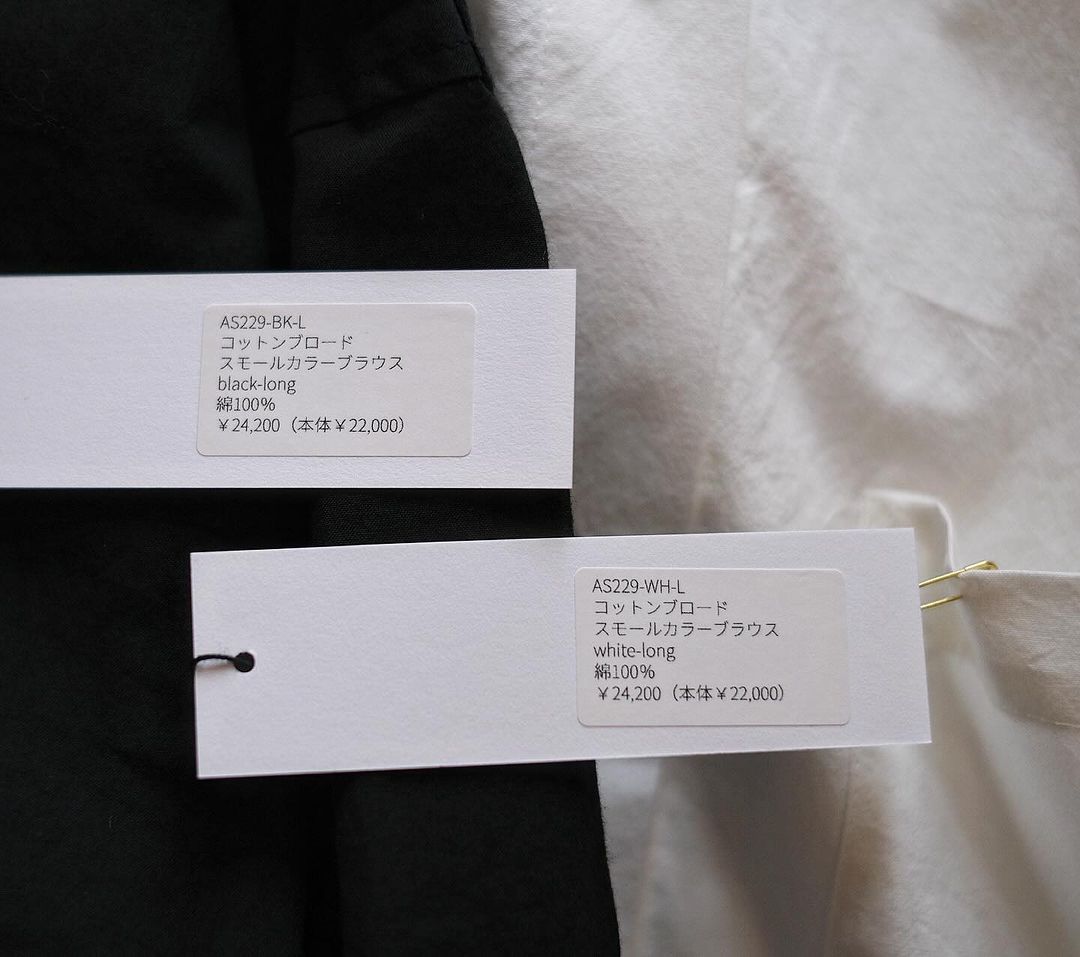 AS229-BK-L
コットンブロード
スモールカラーブラウス
black-long
綿100%
￥24,200（本体￥22,000）
AS229-WH-L
コットンブロード
スモールカラーブラウス
white-long
綿100%
￥24,200（本体￥22,000）